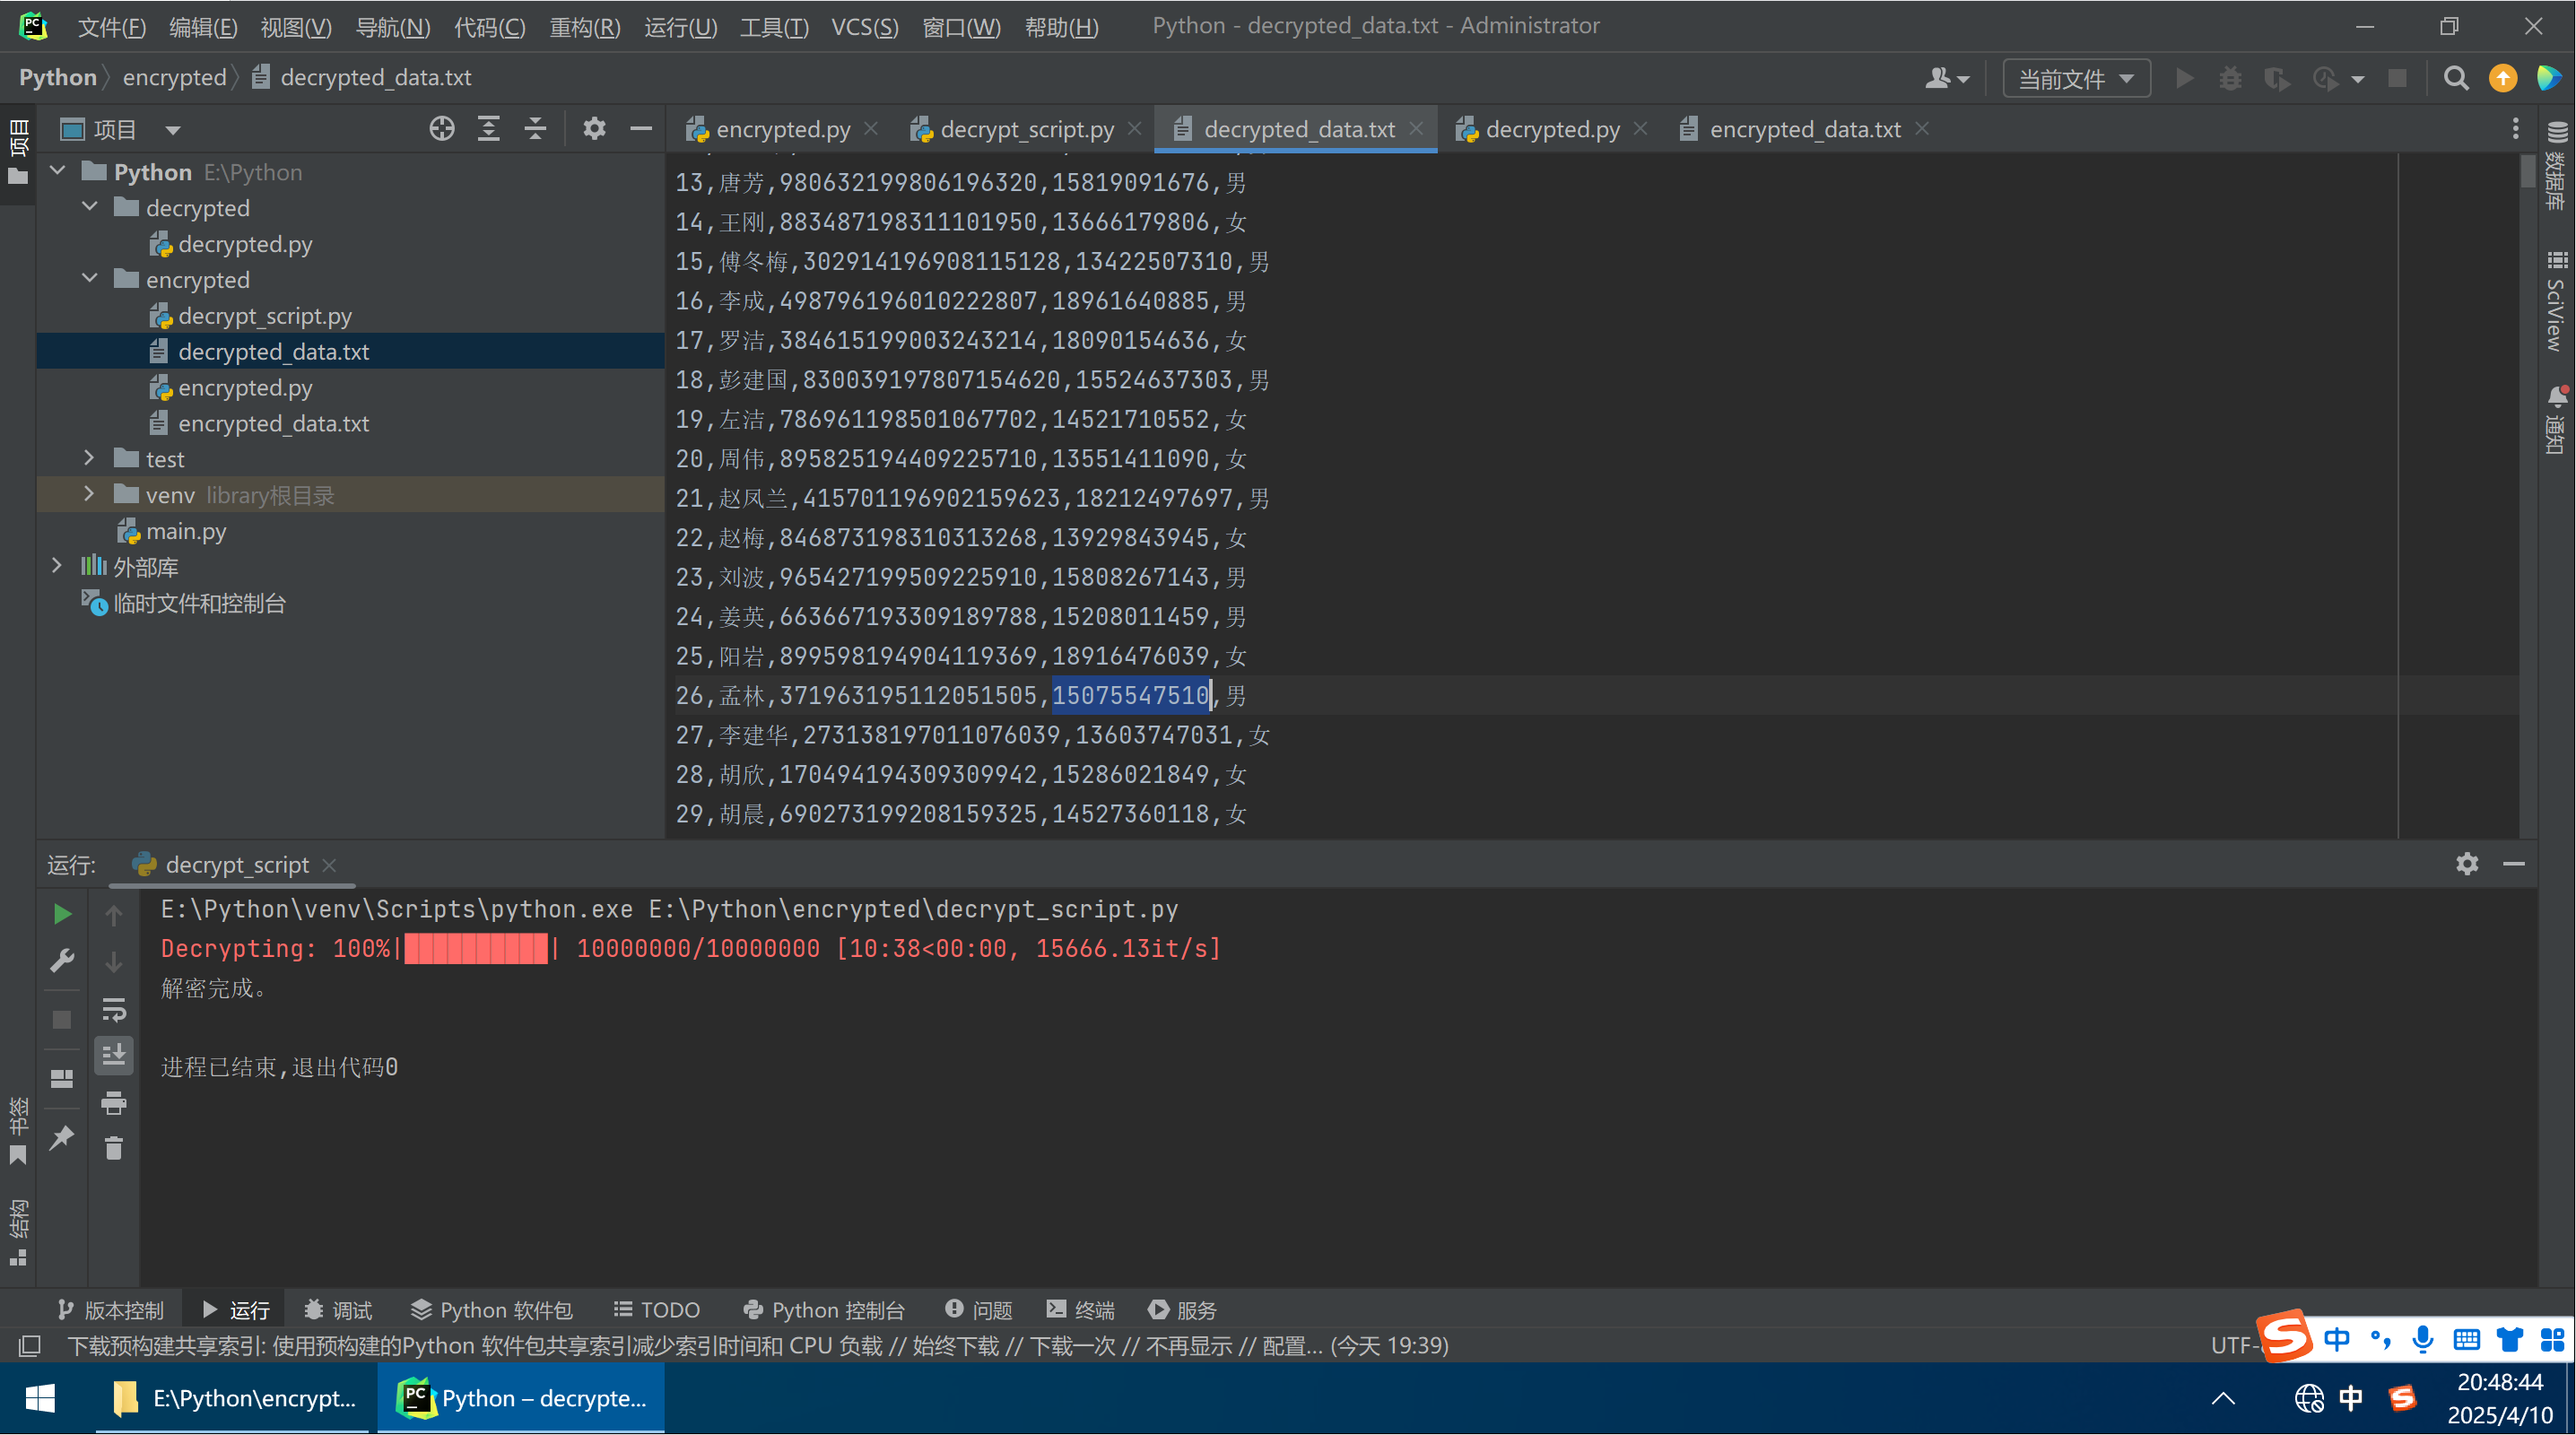 文件(F) 编辑(E) 视图(V) 导航(N) 代码(C) 重构(R) 运行(U) 工具(T) VCS(S) 窗口(W) 帮助(H) Python - decrypted_data.txt - Administrator
Python encrypted decrypted_data.txt
当前文件
项目
项目
encrypted.py decrypt_script.py decrypted_data.txt decrypted.py encrypted_data.txt
Python E:\Python
decrypted
decrypted.py
encrypted
decrypt_script.py
decrypted_data.txt
encrypted.py
encrypted_data.txt
test
venv library根目录
main.py
外部库
临时文件和控制台
13,唐芳,980632199806196320,15819091676,男
14,王刚,883487198311101950,13666179806,女
15,傅冬梅,302914196908115128,13422507310,男
16,李成,498796196010222807,18961640885,男
17,罗洁,384615199003243214,18090154636,女
18,彭建国,830039197807154620,15524637303,男
19,左洁,786961198501067702,14521710552,女
20,周伟,895825194409225710,13551411090,女
21,赵凤兰,415701196902159623,18212497697,男
22,赵梅,846873198310313268,13929843945,女
23,刘波,965427199509225910,15808267143,男
24,姜英,663667193309189788,15208011459,男
25,阳岩,899598194904119369,18916476039,女
26,孟林,371963195112051505,15075547510,男
27,李建华,273138197011076039,13603747031,女
28,胡欣,170494194309309942,15286021849,女
29,胡晨,690273199208159325,14527360118,女
数据库
SciView
通知
运行: decrypt_script
E:\Python\venv\Scripts\python.exe E:\Python\encrypted\decrypt_script.py
Decrypting: 100%|██████████| 10000000/10000000 [10:38<00:00, 15666.13it/s]
解密完成。
进程已结束,退出代码0
书签
结构
版本控制 运行 调试 Python 软件包 TODO Python 控制台 问题 终端 服务
下载预构建共享索引: 使用预构建的Python 软件包共享索引减少索引时间和 CPU 负载 // 始终下载 // 下载一次 // 不再显示 // 配置... (今天 19:39)
UTF-
中
E:\Python\encrypt... Python – decrypte...
中
20:48:44
2025/4/10